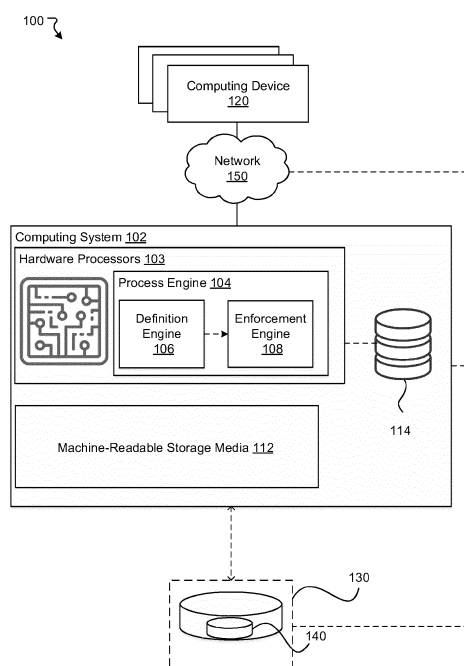 100
Computing Device
120
Network
150
Computing System 102
Hardware Processors 103
Process Engine 104
Definition
Engine
106
Enforcement
Engine
108
114
Machine-Readable Storage Media 112
130
140